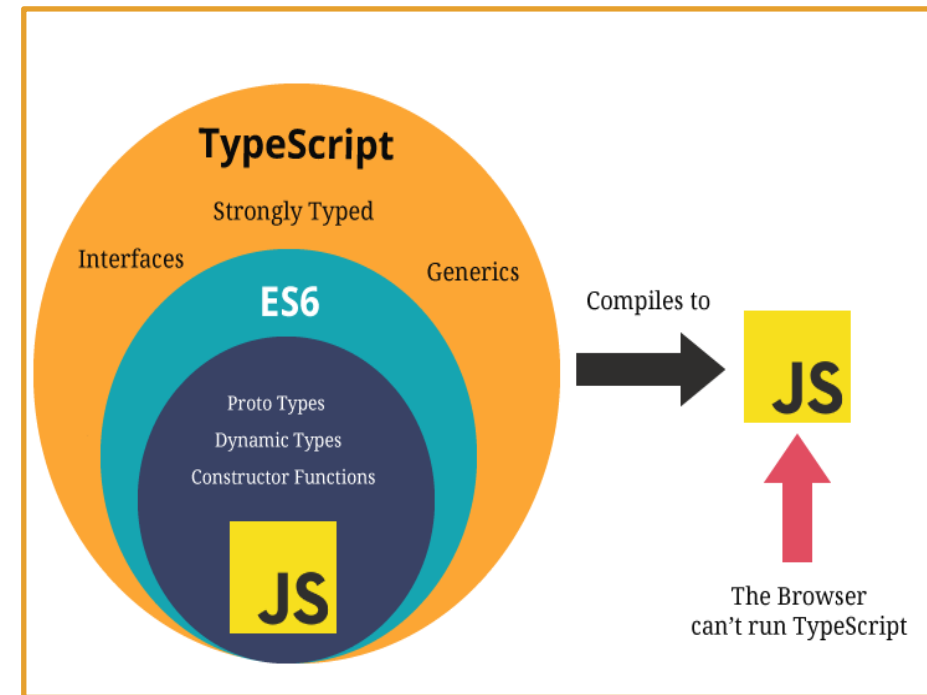 TypeScript
Strongly Typed
Interfaces
Generics
ES6
Proto Types
Dynamic Types
Constructor Functions
JS
Compiles to
JS
The Browser
can't run TypeScript